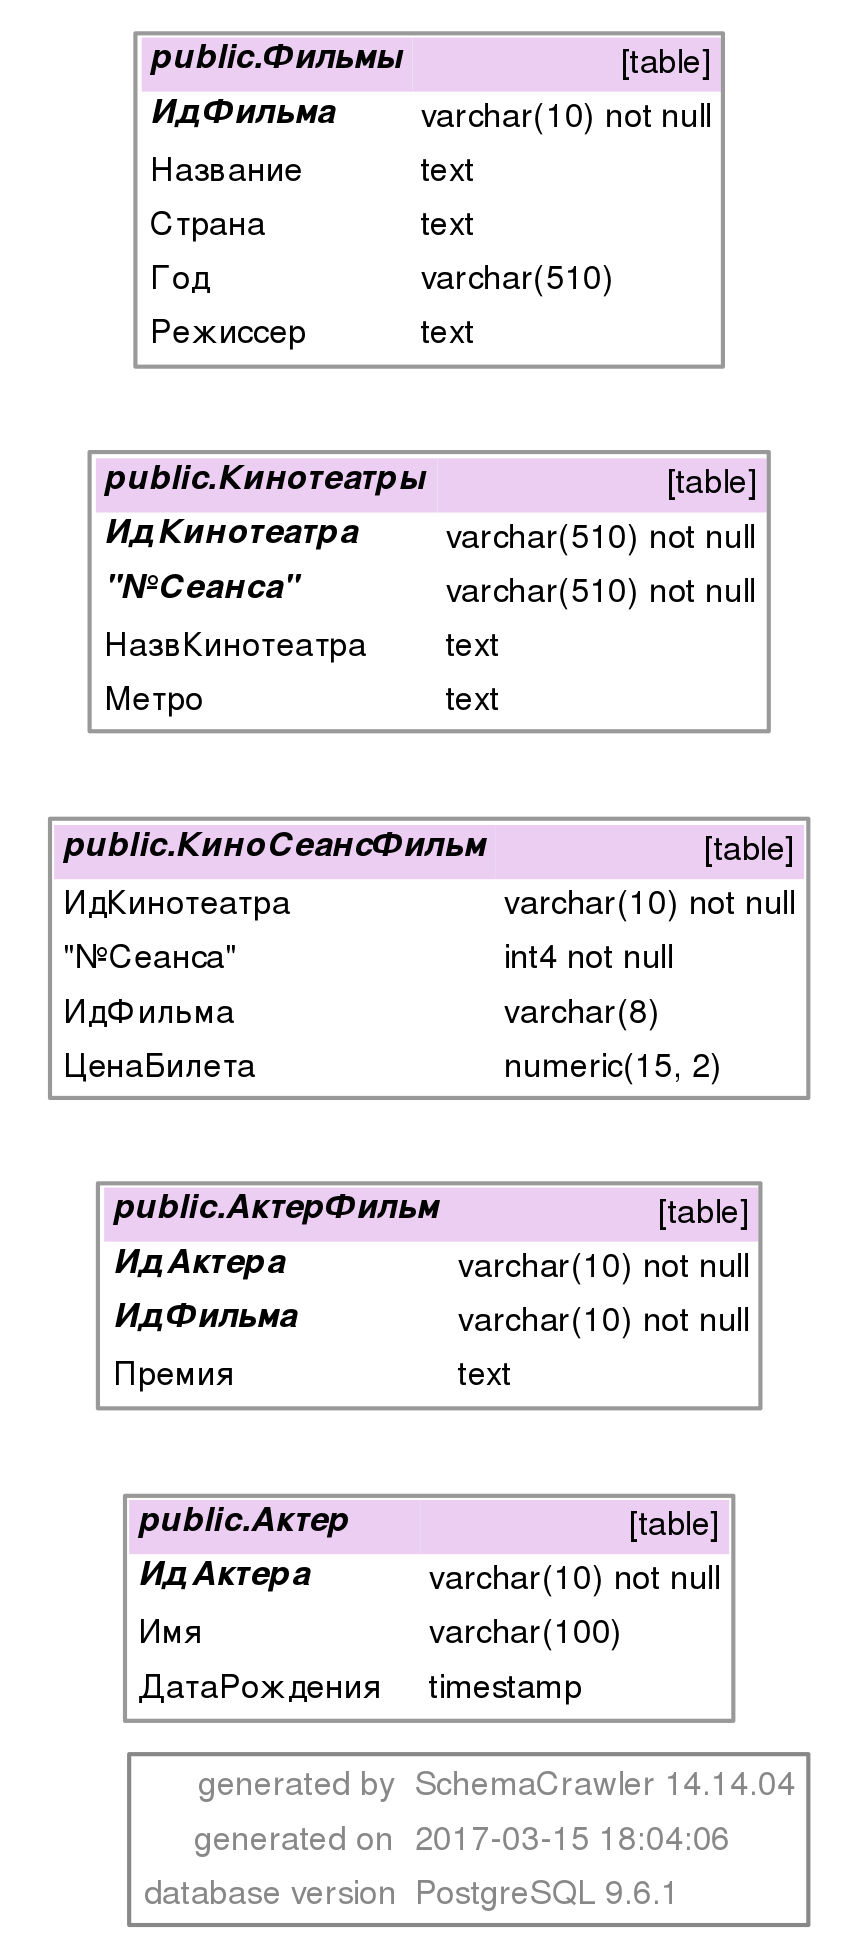 public.Фильмы [table]
ИдФильма varchar(10) not null
Название text
Страна text
Год varchar(510)
Режиссер text
public.Кинотеатры [table]
ИдКинотеатра varchar(510) not null
"№Сеанса" varchar(510) not null
НазвКинотеатра text
Метро text
public.КиноСеансФильм [table]
ИдКинотеатра varchar(10) not null
"№Сеанса" int4 not null
ИдФильма varchar(8)
ЦенаБилета numeric(15, 2)
public.АктерФильм [table]
ИдАктера varchar(10) not null
ИдФильма varchar(10) not null
Премия text
public.Актер [table]
ИдАктера varchar(10) not null
Имя varchar(100)
ДатаРождения timestamp
generated by SchemaCrawler 14.14.04
generated on 2017-03-15 18:04:06
database version PostgreSQL 9.6.1